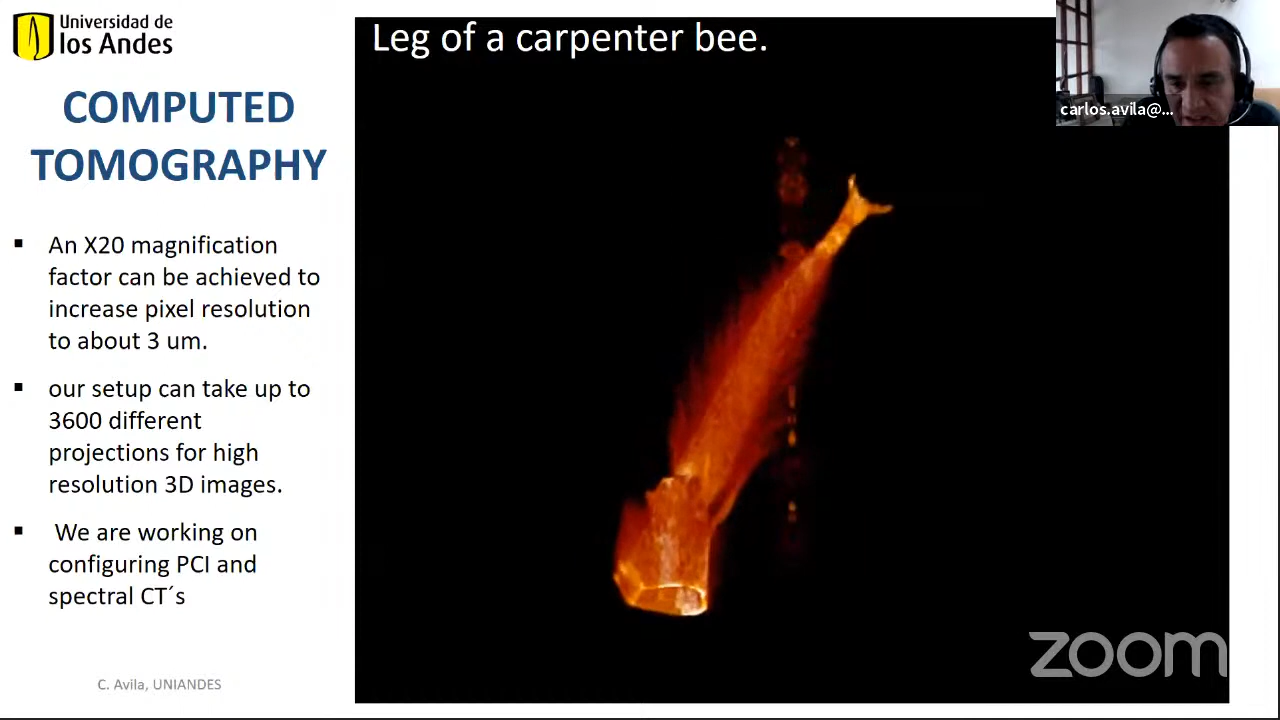 Universidad de
los Andes
COMPUTED
TOMOGRAPHY
▪ An X20 magnification
factor can be achieved to
increase pixel resolution
to about 3 um.
▪ our setup can take up to
3600 different
projections for high
resolution 3D images.
▪ We are working on
configuring PCI and
spectral CT´s
C. Avila, UNIANDES
Leg of a carpenter bee.
carlos.avila@...
zoom